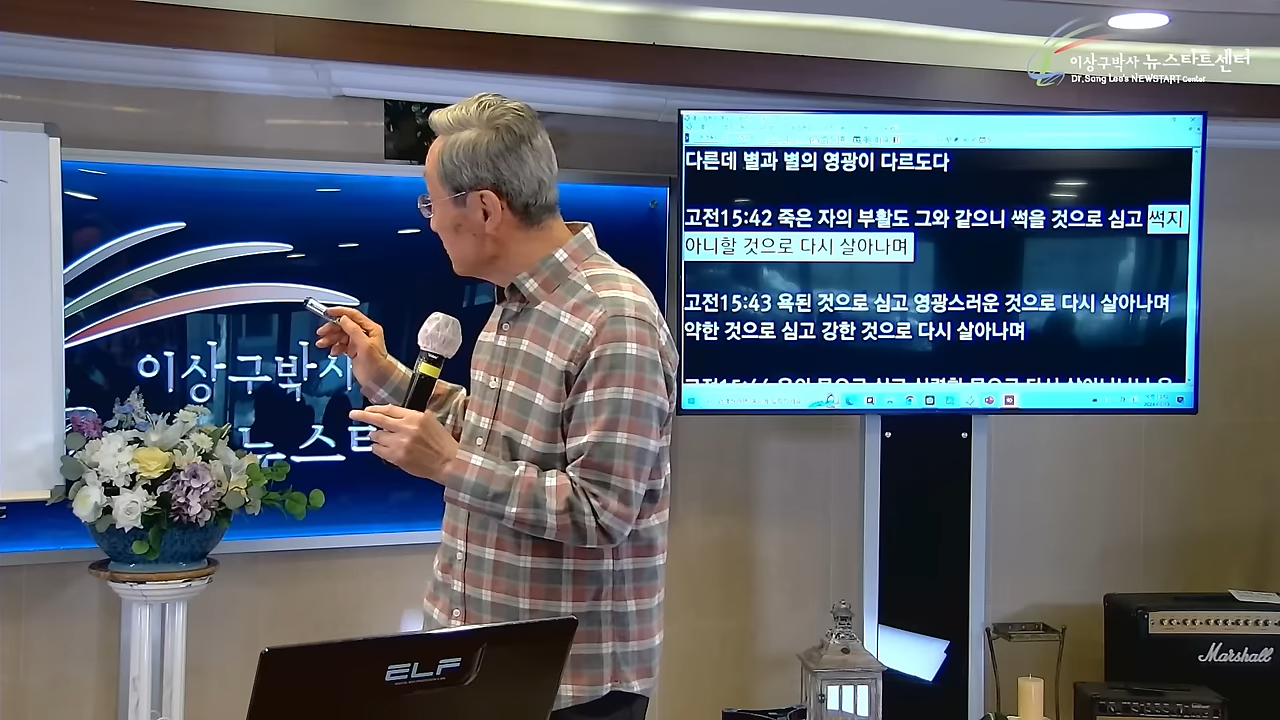 이상구박사 뉴스타트센터
Dr.Sang Lee's NEWSTART Center
다른데 별과 별의 영광이 다르도다
고전15:42 죽은 자의 부활도 그와 같으니 썩을 것으로 심고 썩지
아니할 것으로 다시 살아나며
고전15:43 욕된 것으로 심고 영광스러운 것으로 다시 살아나며
약한 것으로 심고 강한 것으로 다시 살아나며
이상구박사
뉴스타
ELF
Marshall